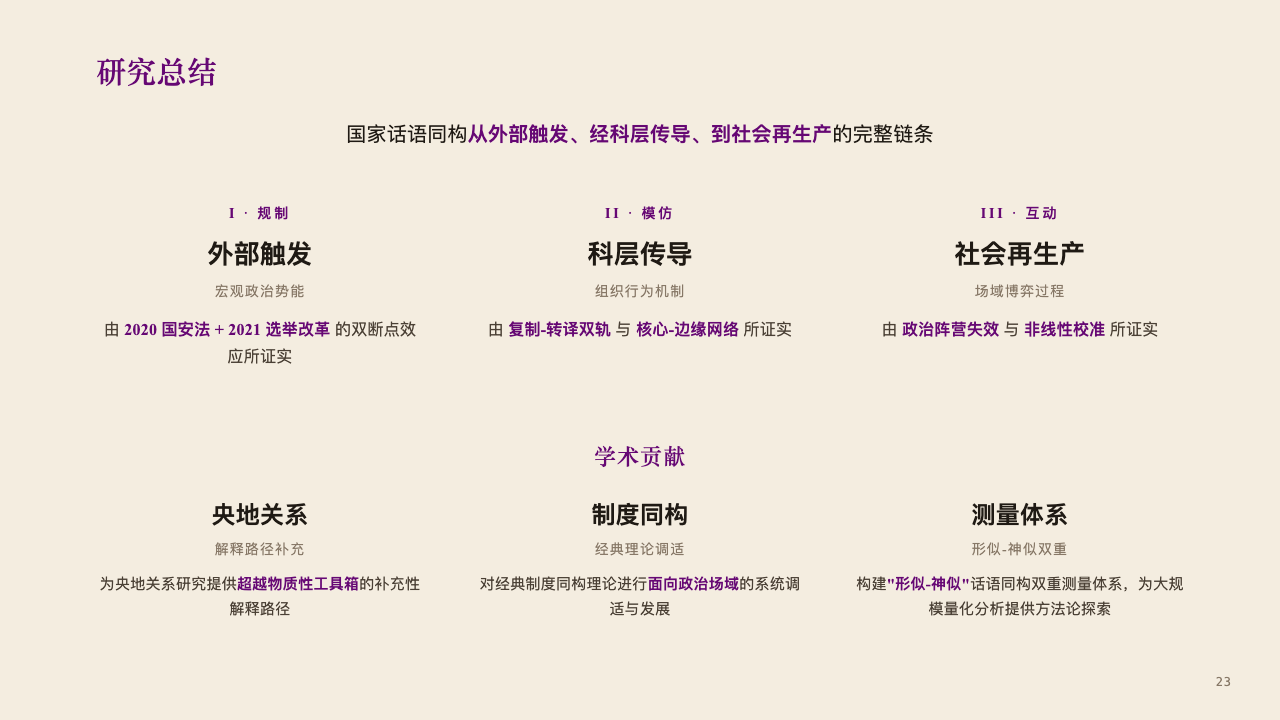 研究总结
国家话语同构从外部触发、经科层传导、到社会再生产的完整链条
I · 规制
外部触发
宏观政治势能
由 2020 国安法 + 2021 选举改革 的双断点效
应所证实
II · 模仿
科层传导
组织行为机制
由 复制-转译双轨 与 核心-边缘网络 所证实
III · 互动
社会再生产
场域博弈过程
由 政治阵营失效 与 非线性校准 所证实
学术贡献
央地关系
解释路径补充
为央地关系研究提供超越物质性工具箱的补充性
解释路径
制度同构
经典理论调适
对经典制度同构理论进行面向政治场域的系统调
适与发展
测量体系
形似-神似双重
构建"形似-神似"话语同构双重测量体系，为大规
模量化分析提供方法论探索
23